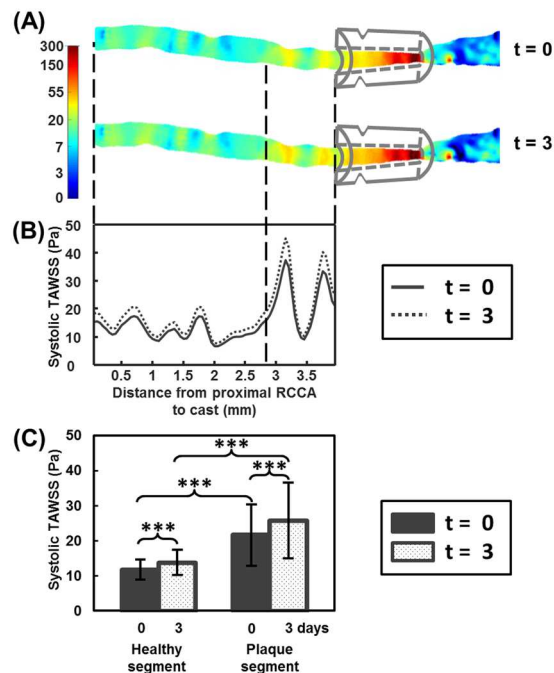 (A)
300
150
55
20
7
3
0
t = 0
t = 3
(B)
Systolic TAWSS (Pa)
50
40
30
20
10
0
0.5 1 1.5 2 2.5 3 3.5
Distance from proximal RCCA
to cast (mm)
t = 0
t = 3
(C)
Systolic TAWSS (Pa)
50
40
30
20
10
0
***
***
***
***
0 3 0 3 days
Healthy
segment
Plaque
segment
t = 0
t = 3